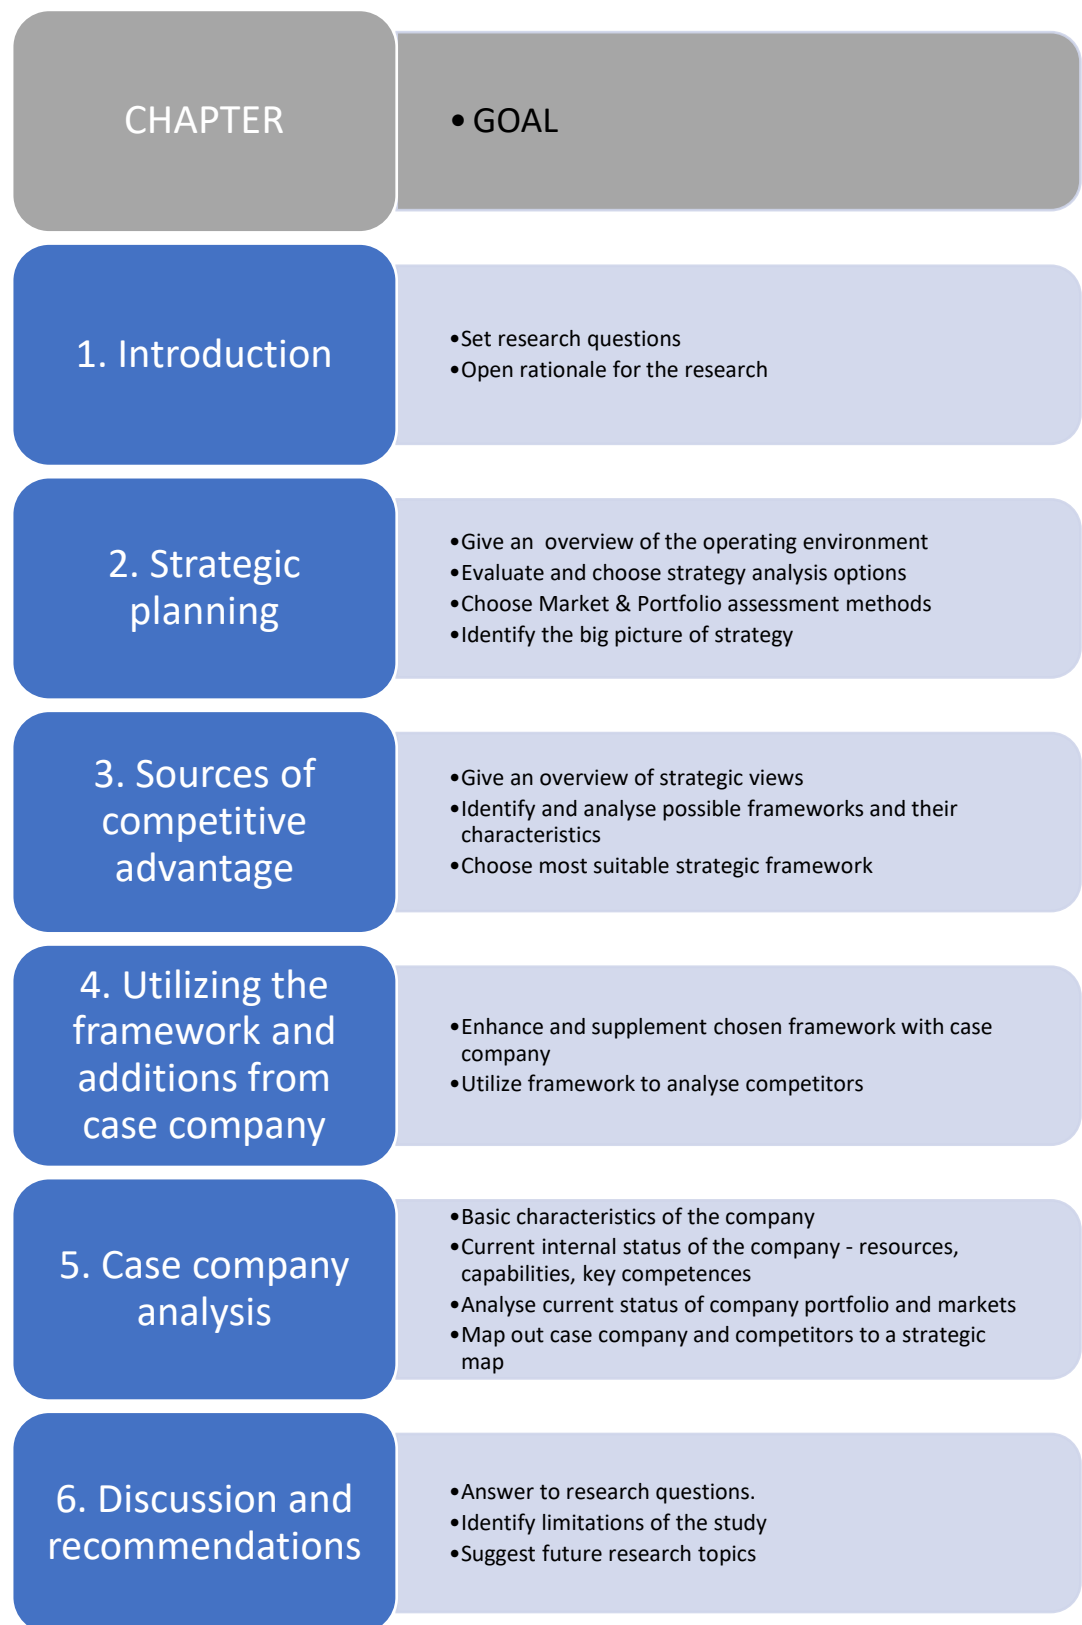 CHAPTER
• GOAL
1. Introduction
•Set research questions
•Open rationale for the research
2. Strategic
planning
•Give an  overview of the operating environment
•Evaluate and choose strategy analysis options
•Choose Market & Portfolio assessment methods
•Identify the big picture of strategy
3. Sources of
competitive
advantage
•Give an overview of strategic views
•Identify and analyse possible frameworks and their
characteristics
•Choose most suitable strategic framework
4. Utilizing the
framework and
additions from
case company
•Enhance and supplement chosen framework with case
company
•Utilize framework to analyse competitors
5. Case company
analysis
•Basic characteristics of the company
•Current internal status of the company - resources,
capabilities, key competences
•Analyse current status of company portfolio and markets
•Map out case company and competitors to a strategic
map
6. Discussion and
recommendations
•Answer to research questions.
•Identify limitations of the study
•Suggest future research topics